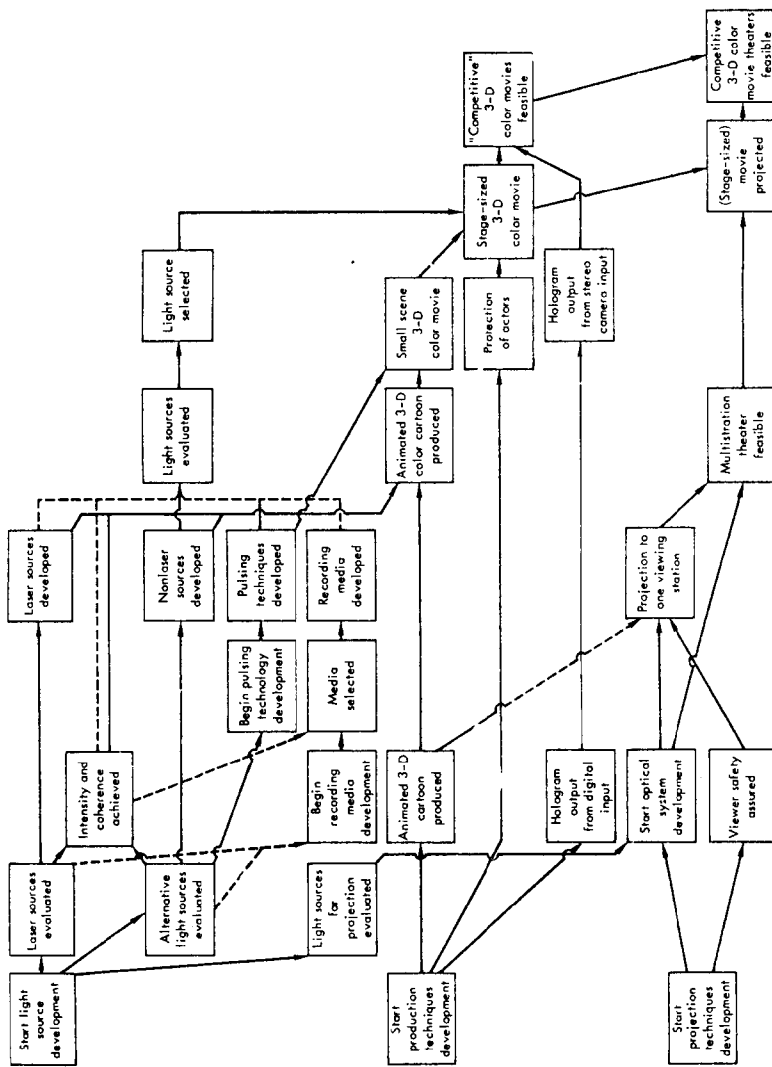 Start light
source
development
Laser sources
evaluated
Intensity and
coherence
achieved
Laser sources
developed
Alternative
light sources
evaluated
Nonlaser
sources
developed
Light sources
evaluated
Light source
selected
Begin pulsing
technology
development
Pulsing
techniques
developed
Begin
recording
media
development
Media
selected
Recording
media
developed
Light sources
for
projection
evaluated
Start
production
techniques
development
Animated 3-D
cartoon
produced
Animated 3-D
color cartoon
produced
Small scene
3-D
color movie
Stage-sized
3-D
color movie
"Competitive"
3-D
color movies
feasible
Protection
of actors
Hologram
output
from digital
input
Hologram
output
from stereo
camera input
Start
projection
techniques
development
Start optical
system
development
Viewer safety
assured
Projection to
one viewing
station
Multistration
theater
feasible
(Stage-sized)
movie
projected
Competitive
3-D color
movie theaters
feasible